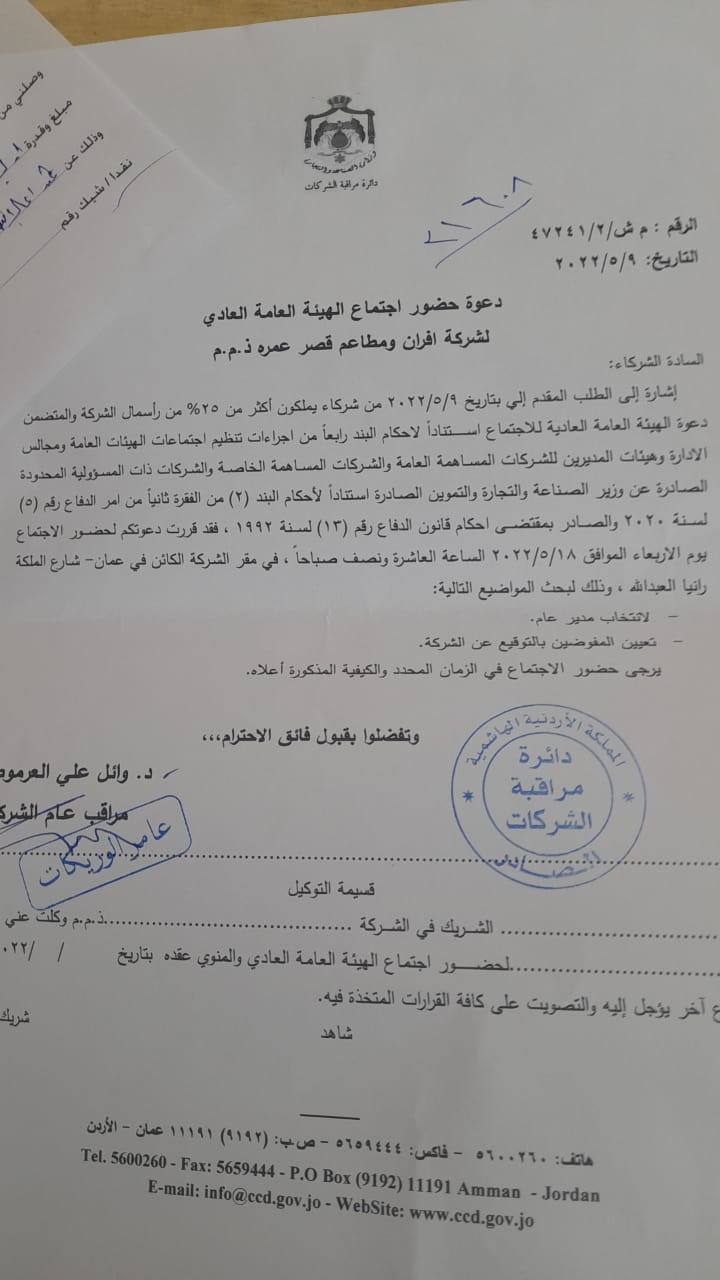 وصلني من
مبلغ وقدره
وذلك عن
نقدا / شيك رقم
دائرة مراقبة الشركات
٧١٦٠٨
الرقم : م ش/٤٧٢٤١/٢
التاريخ: ٢٠٢٢/٥/٩
دعوة حضور اجتماع الهيئة العامة العادي
لشركة افران ومطاعم قصر عمره ذ.م.م
السادة الشركاء:
إشارة إلى الطلب المقدم إلي بتاريخ ٢٠٢٢/٥/٩ من شركاء يملكون أكثر من ٢٥% من رأسمال الشركة والمتضمن
دعوة الهيئة العامة العادية للاجتماع استناداً لاحكام البند رابعاً من اجراءات تنظيم اجتماعات الهيئات العامة ومجالس
الادارة وهيئات المديرين للشركات المساهمة العامة والشركات المساهمة الخاصة والشركات ذات المسؤولية المحدودة
الصادرة عن وزير الصناعة والتجارة والتموين الصادرة استناداً لأحكام البند (٢) من الفقرة ثانياً من امر الدفاع رقم (٥)
لسنة ٢٠٢٠ والصادر بمقتضى احكام قانون الدفاع رقم (١٣) لسنة ١٩٩٢ ، فقد قررت دعوتكم لحضور الاجتماع
يوم الاربعاء الموافق ٢٠٢٢/٥/١٨ الساعة العاشرة ونصف صباحاً ، في مقر الشركة الكائن في عمان- شارع الملكة
رانيا العبدالله ، وذلك لبحث المواضيع التالية:
- لانتخاب مدير عام.
- تعيين المفوضين بالتوقيع عن الشركة.
يرجى حضور الاجتماع في الزمان المحدد والكيفية المذكورة أعلاه.
وتفضلوا بقبول فائق الاحترام،،،
د. وائل علي العرمو
مراقب عام الشرك
عامر الوريكات
المملكة الأردنية الهاشمية
دائرة
مراقبة
الشركات
الصادر
قسيمة التوكيل
.............. الشريك في الشركة ..............ذ.م.م وكلت عني
..............لحضور اجتماع الهيئة العامة العادي والمنوي عقده بتاريخ / /٠٢٢
ع آخر يؤجل إليه والتصويت على كافة القرارات المتخذة فيه.
شاهد شريك
هاتف: ٥٦٠٠٢٦٠ - فاكس: ٥٦٥٩٤٤٤ - ص.ب: (٩١٩٢) ١١١٩١ عمان - الأردن
Tel. 5600260 - Fax: 5659444 - P.O Box (9192) 11191 Amman - Jordan
E-mail: info@ccd.gov.jo - WebSite: www.ccd.gov.jo